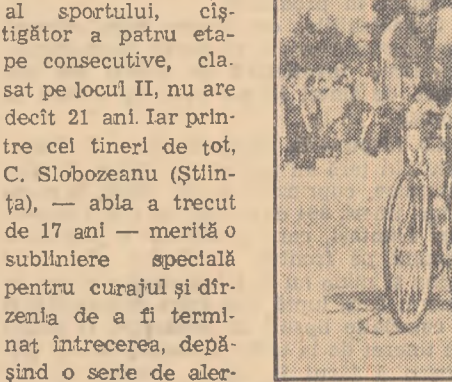 al sportului, cîș-
tigător a patru eta-
pe consecutive, cla-
sat pe locul II, nu are
decît 21 ani. Iar prin-
tre cei tineri de tot,
C. Slobozeanu (Știin-
ța), — abia a trecut
de 17 ani — merită o
subliniere specială
pentru curajul și dîr-
zenia de a fi termi-
nat întrecerea, depă-
șind o serie de aler-